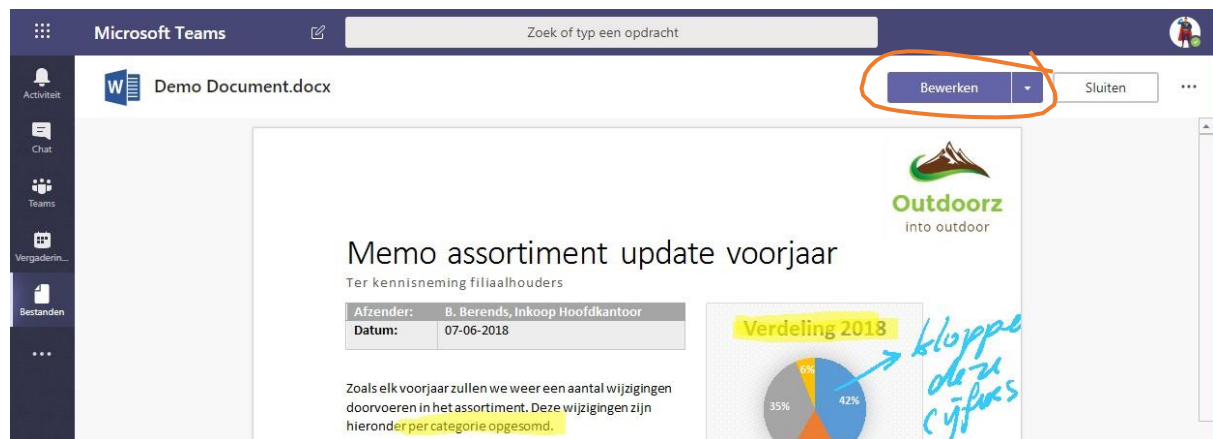 Microsoft Teams
Zoek of typ een opdracht
Activiteit
Chat
Teams
Vergaderin...
Bestanden
W
Demo Document.docx
Bewerken
Sluiten
Outdoorz
into outdoor
Memo assortiment update voorjaar
Ter kennisneming filiaalhouders
Afzender: B. Berends, Inkoop Hoofdkantoor
Datum: 07-06-2018
Zoals elk voorjaar zullen we weer een aantal wijzigingen
doorvoeren in het assortiment. Deze wijzigingen zijn
hieronder per categorie opgesomd.
Verdeling 2018
6%
35%
42%
kloppe
deze
cijfers